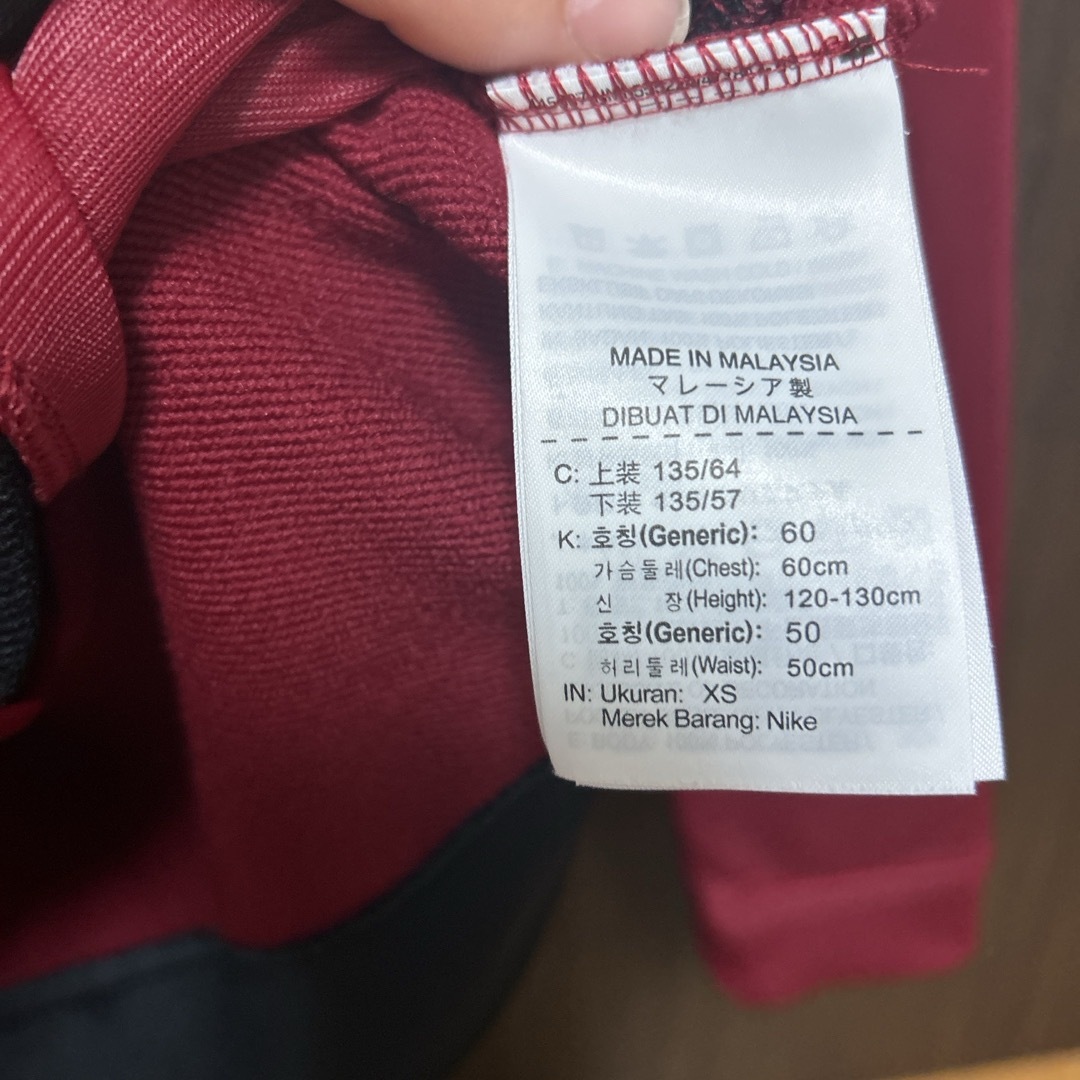 MADE IN MALAYSIA
マレーシア製
DIBUAT DI MALAYSIA
C: 上装 135/64
下装 135/57
K: 호칭(Generic): 60
가슴둘레(Chest): 60cm
신 장(Height): 120-130cm
호칭(Generic): 50
허리둘레(Waist): 50cm
IN: Ukuran: XS
Merek Barang: Nike